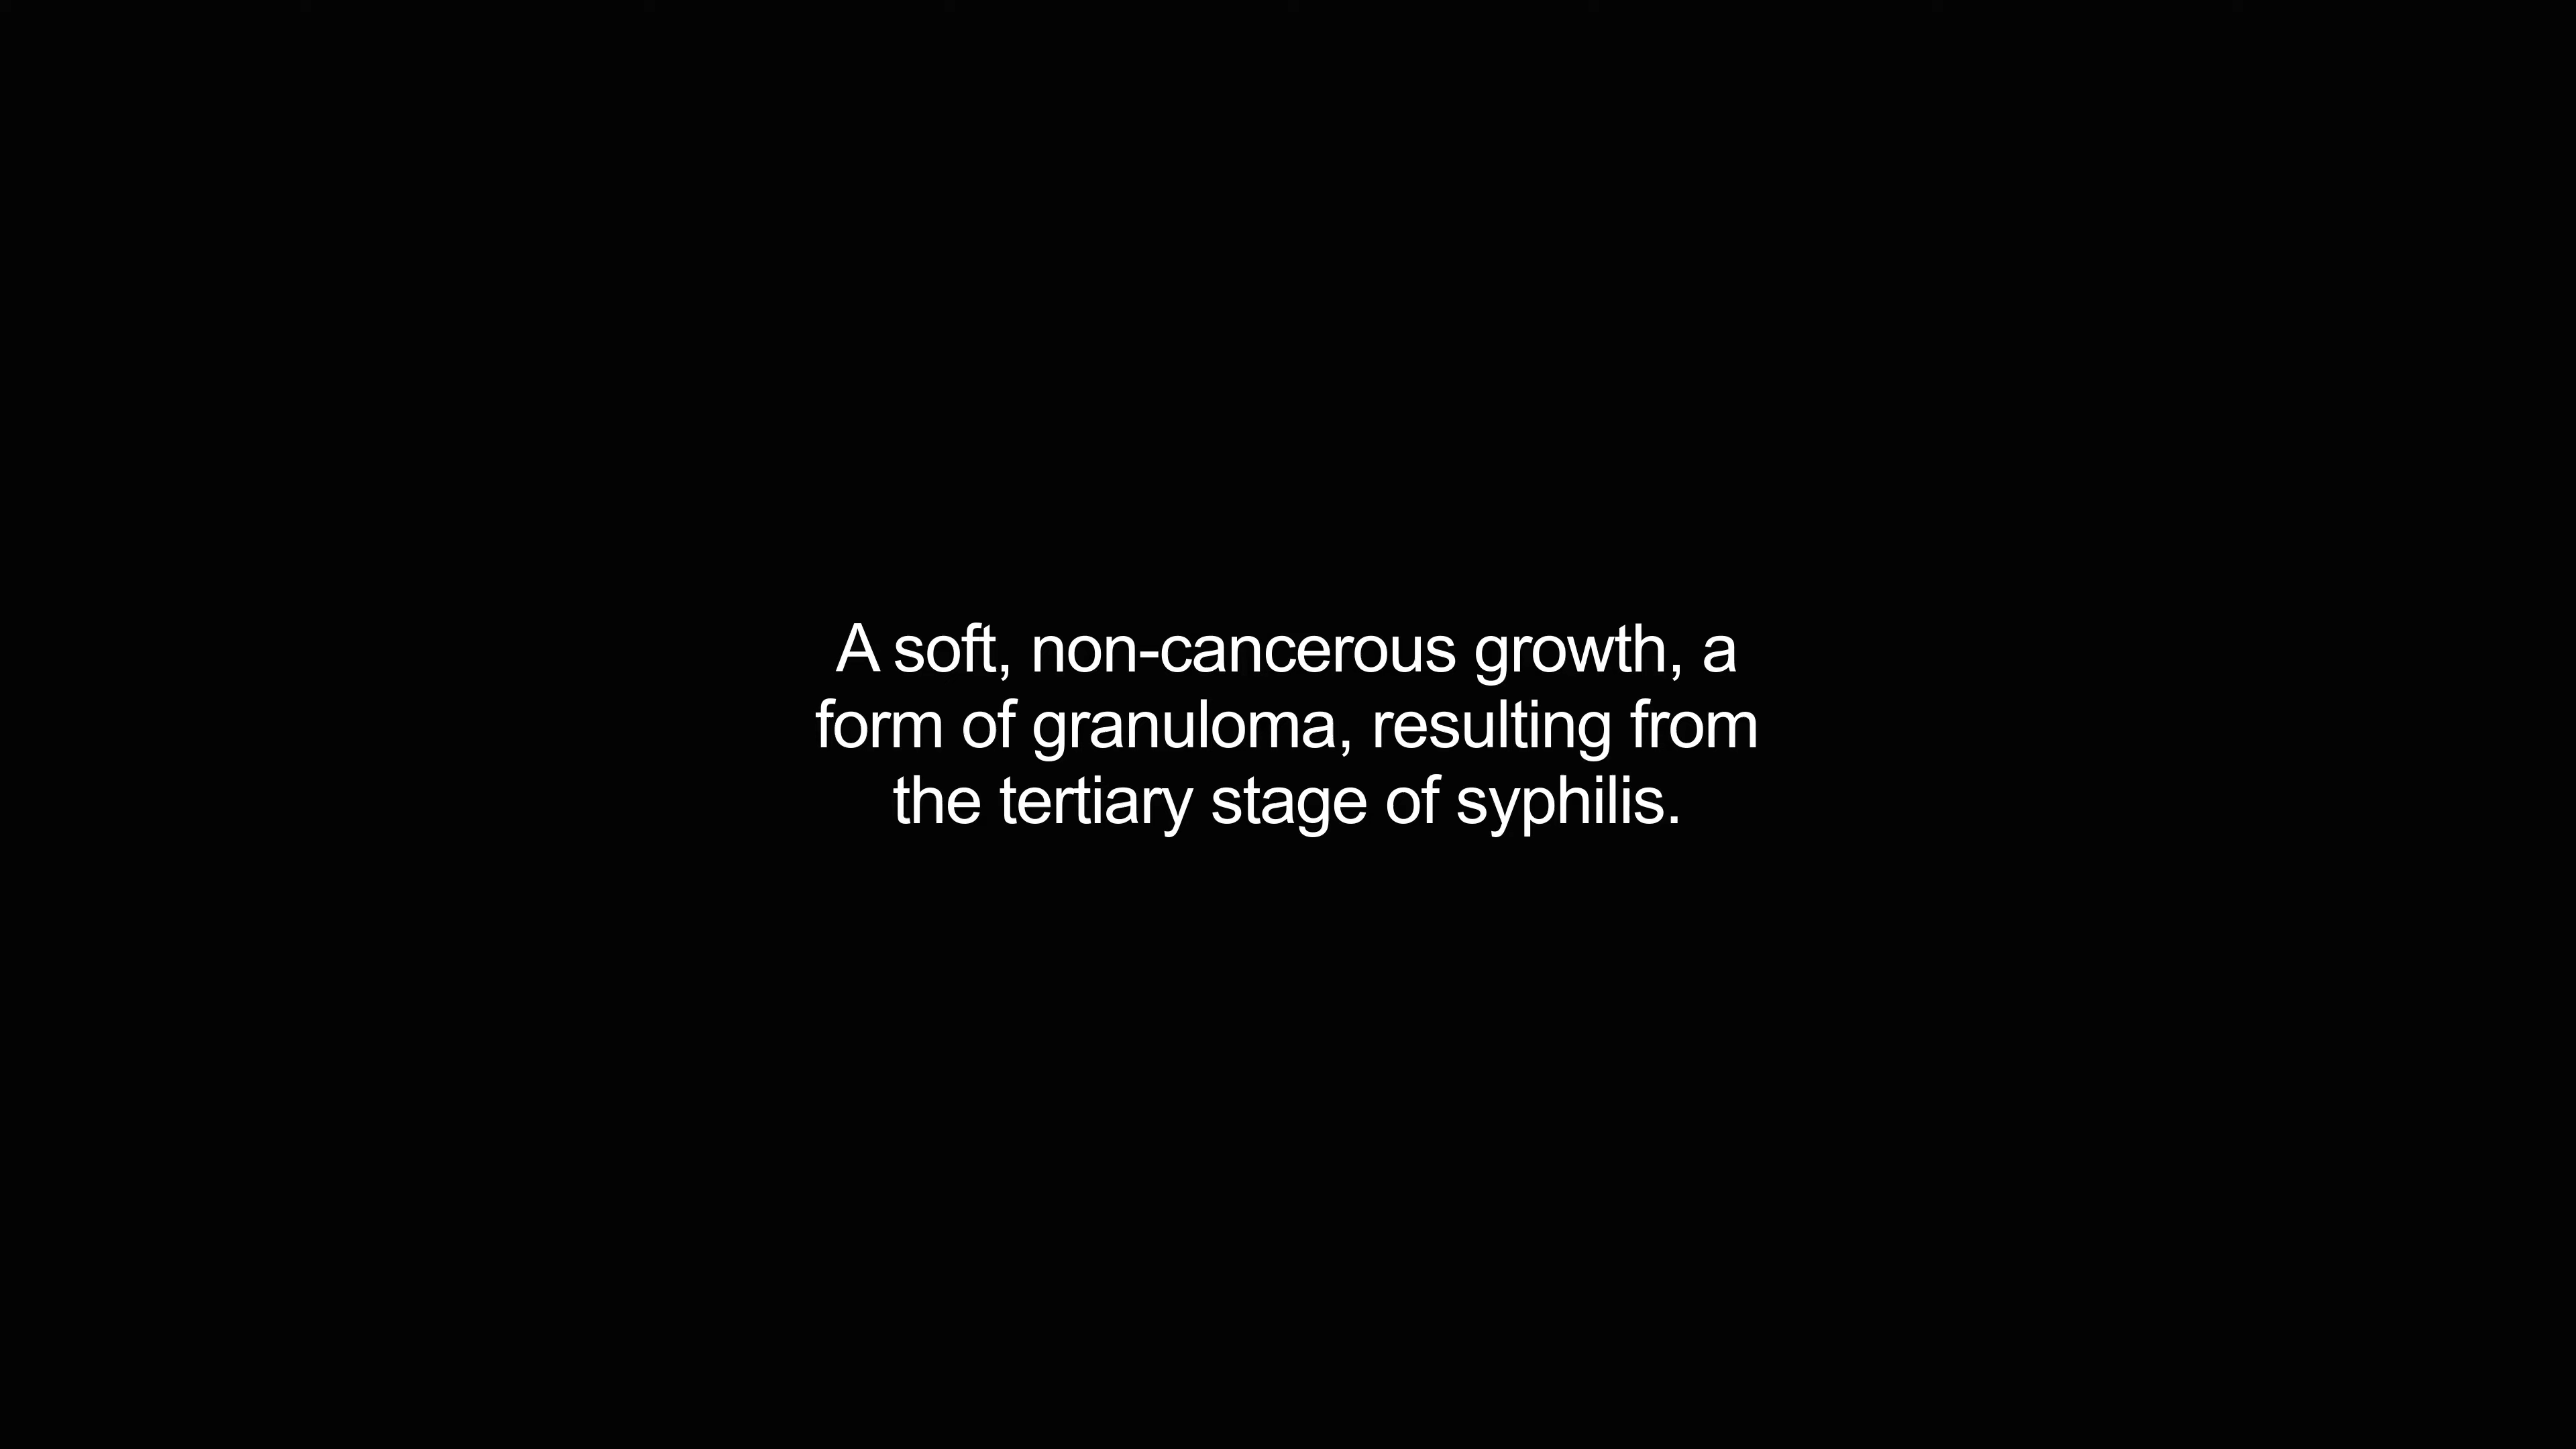 A soft, non-cancerous growth, a
form of granuloma, resulting from
the tertiary stage of syphilis.